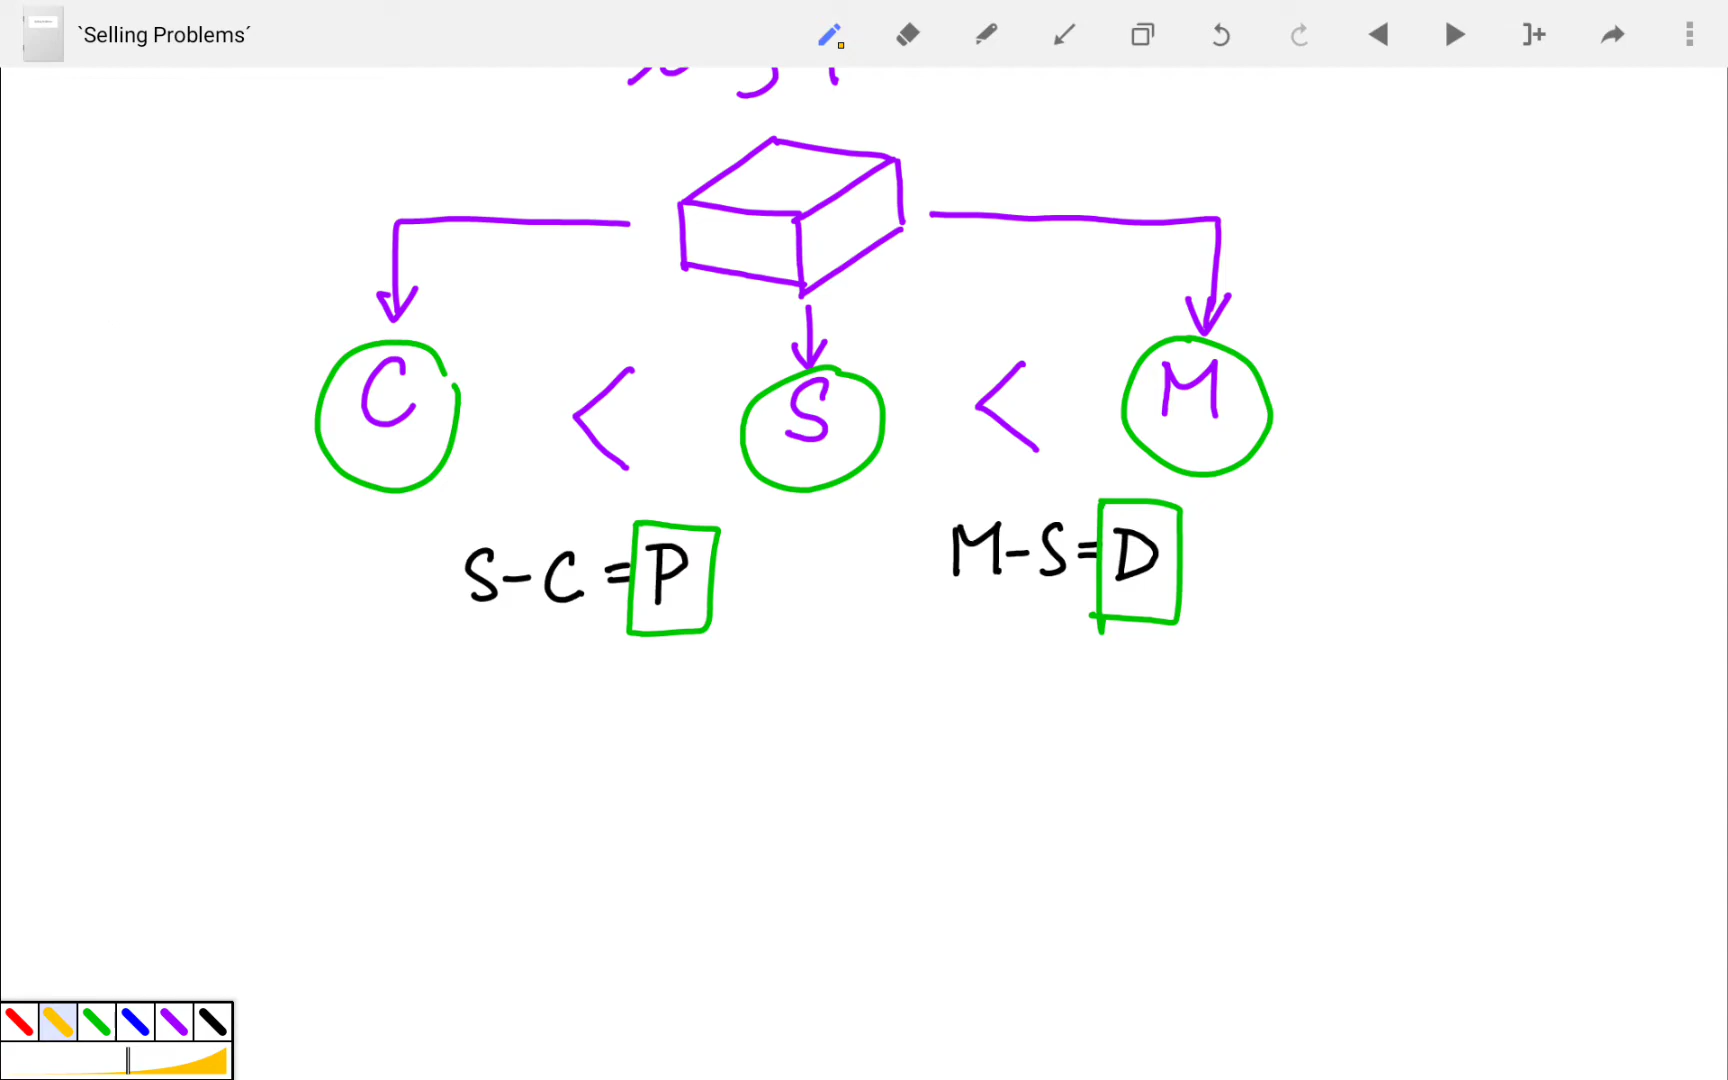 `Selling Problems´
C < S < M
S-C=P
M-S=D